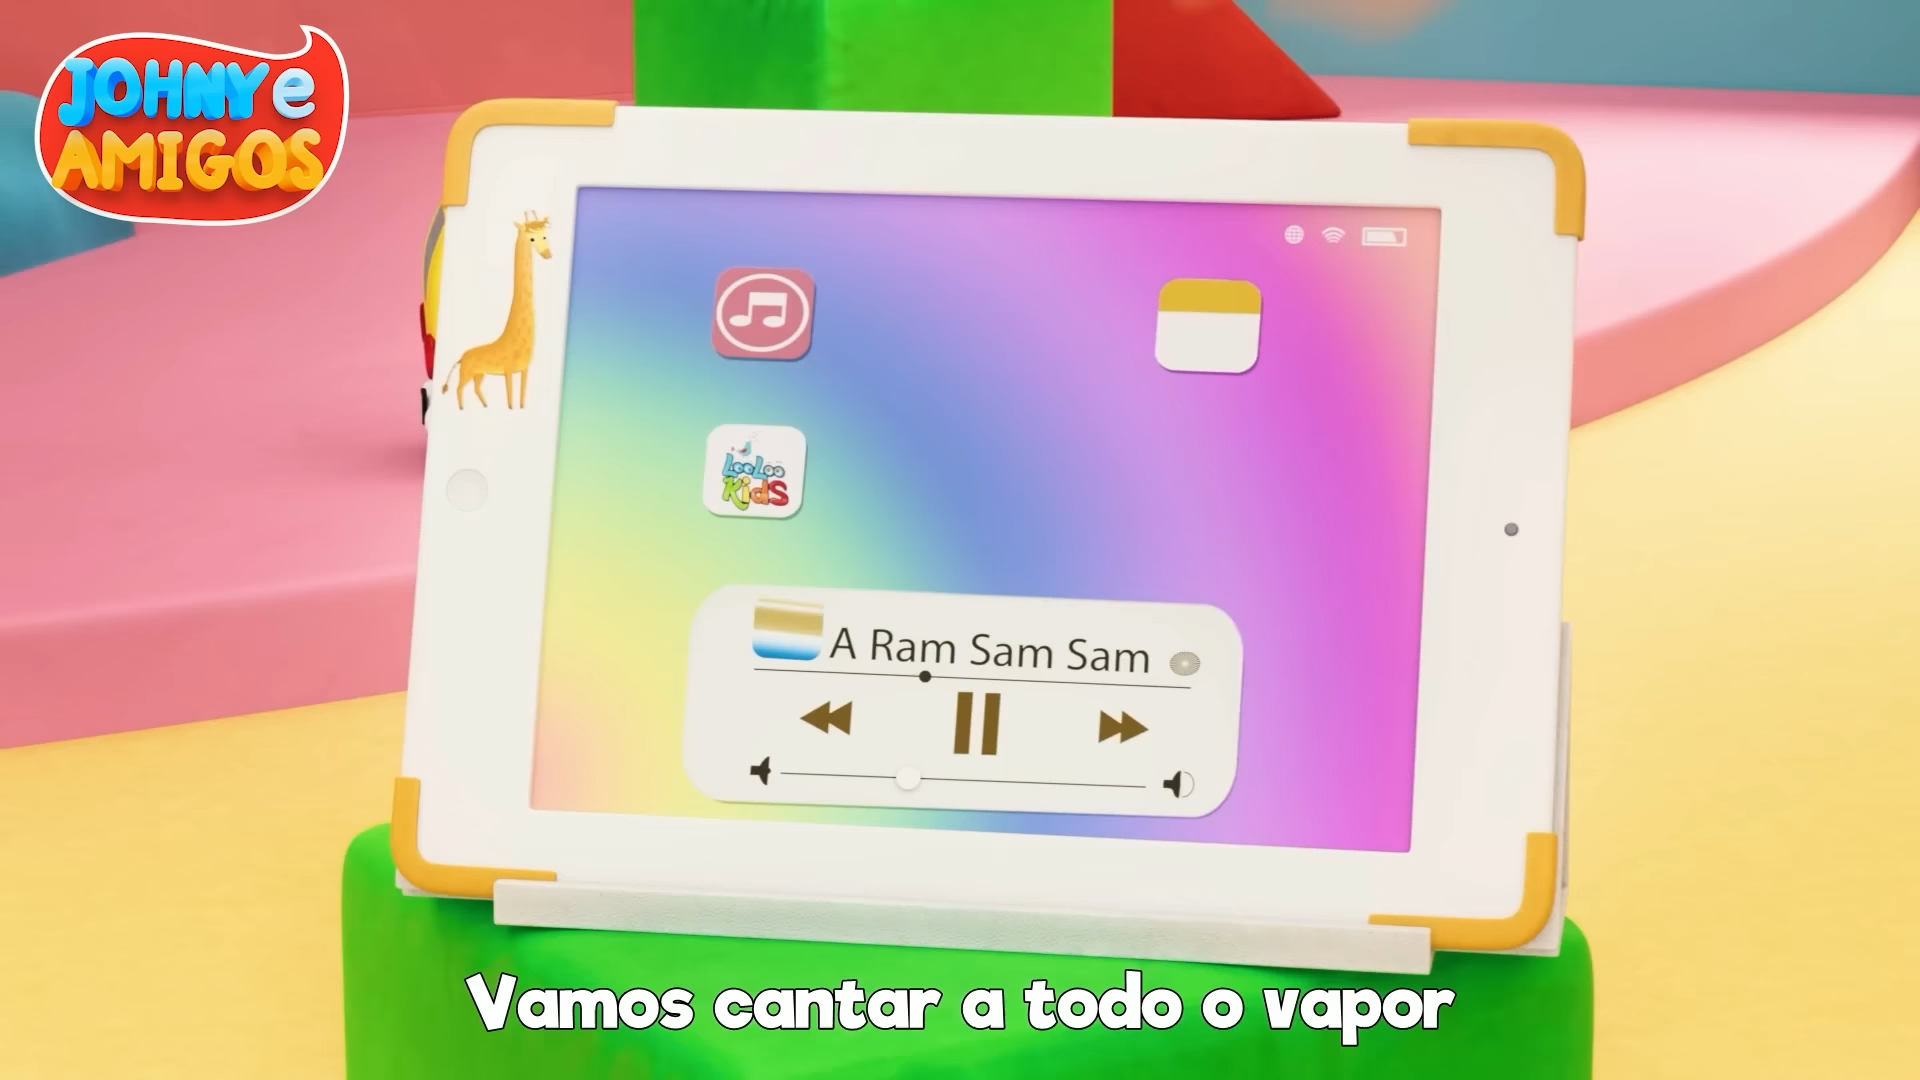 JOHNY e
AMIGOS
LooLoo
Kids
A Ram Sam Sam
Vamos cantar a todo o vapor